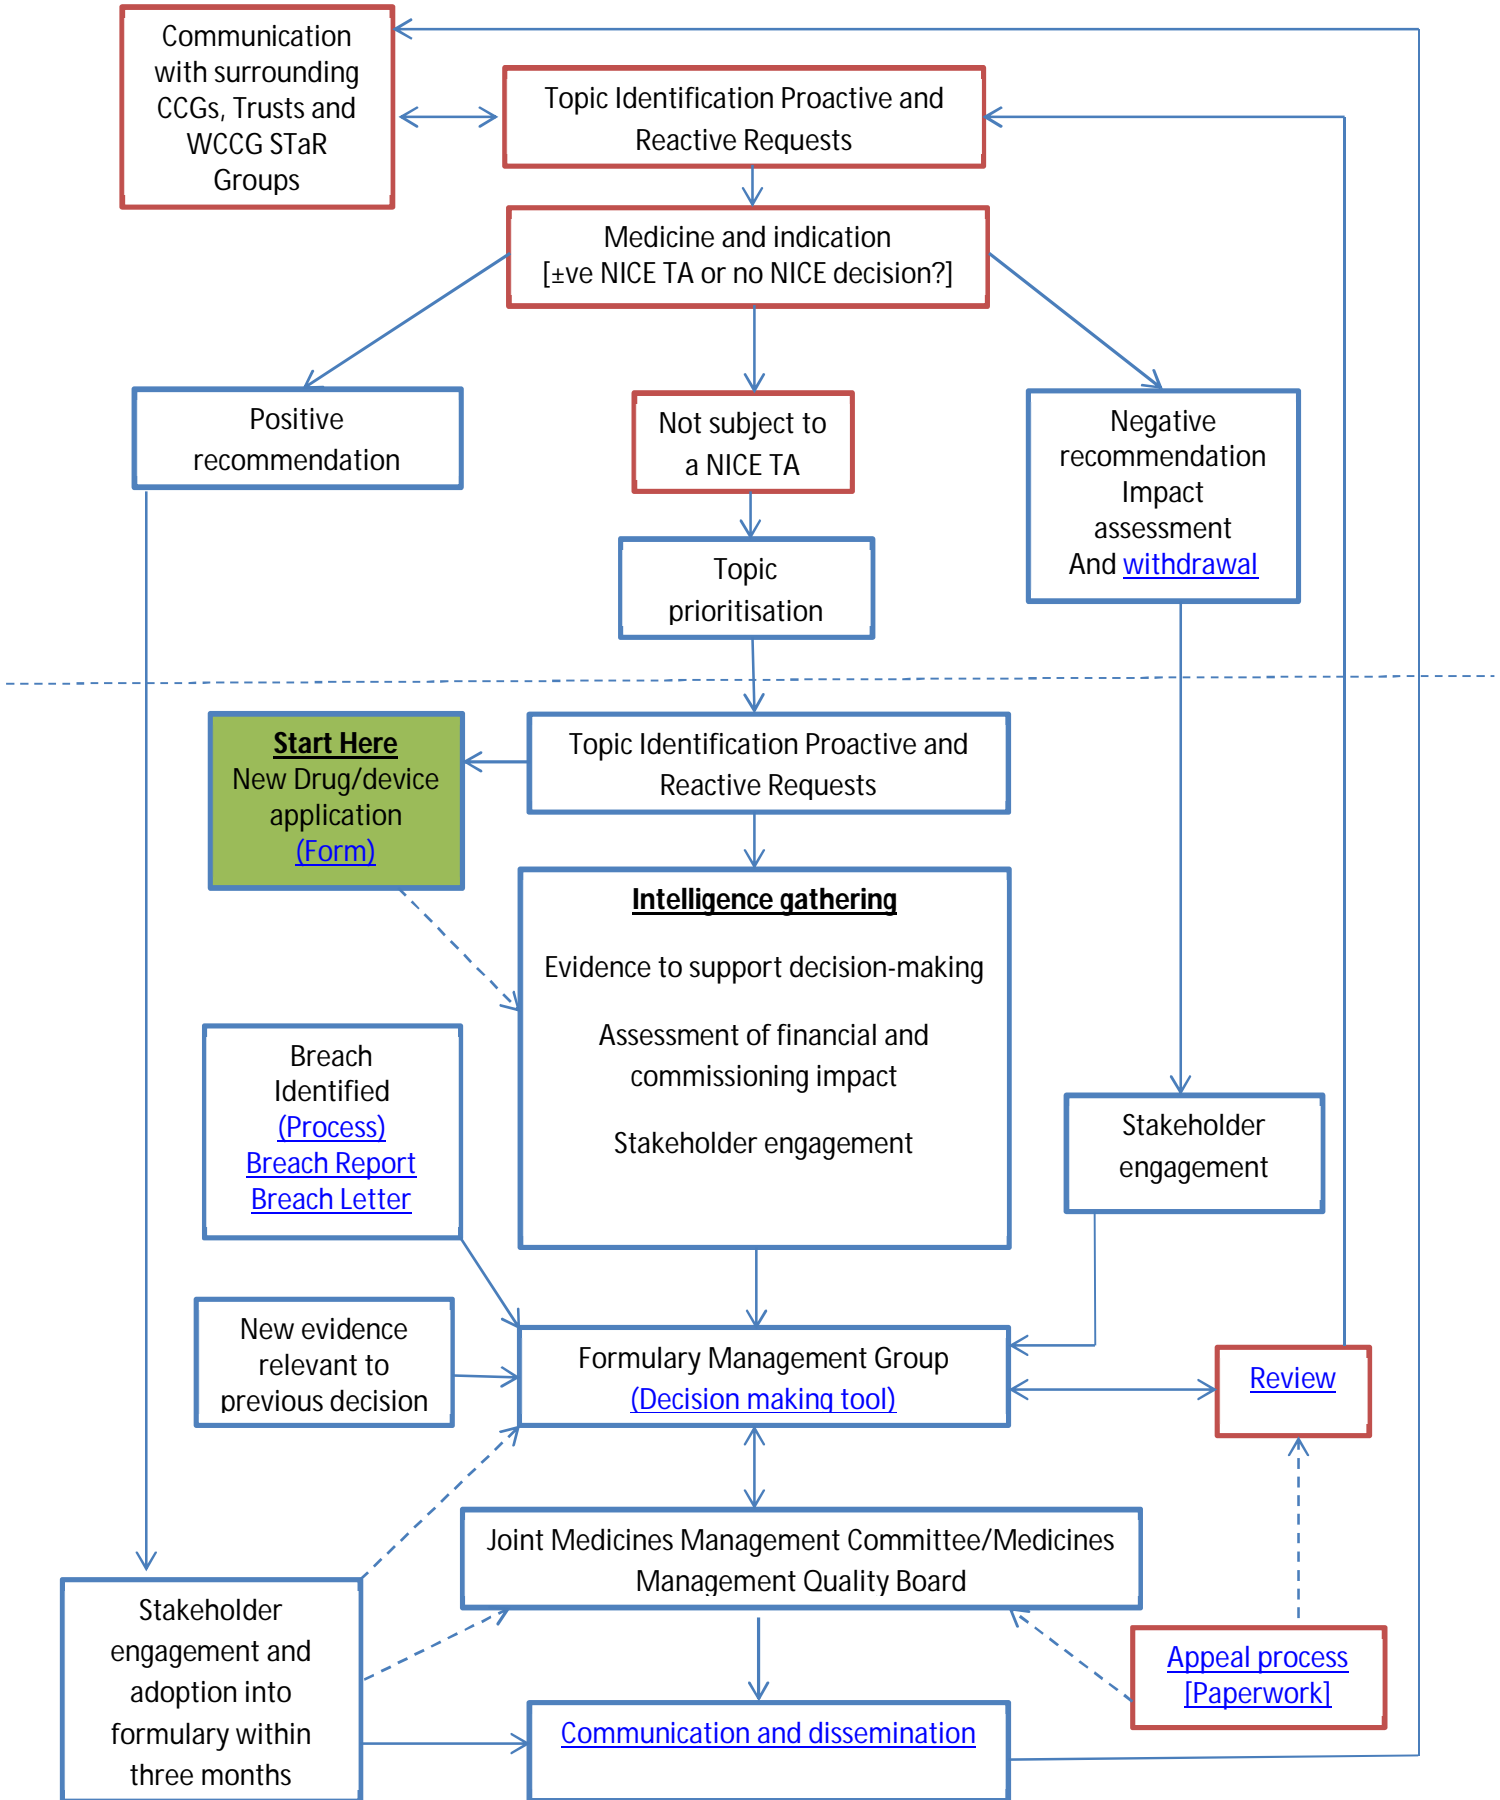 Communication
with surrounding
CCGs, Trusts and
WCCG STaR
Groups
Topic Identification Proactive and
Reactive Requests
Medicine and indication
[±ve NICE TA or no NICE decision?]
Positive
recommendation
Not subject to
a NICE TA
Negative
recommendation
Impact
assessment
And withdrawal
Topic
prioritisation
Start Here
New Drug/device
application
(Form)
Topic Identification Proactive and
Reactive Requests
Intelligence gathering
Evidence to support decision-making
Assessment of financial and
commissioning impact
Stakeholder engagement
Breach
Identified
(Process)
Breach Report
Breach Letter
Stakeholder
engagement
New evidence
relevant to
previous decision
Formulary Management Group
(Decision making tool)
Review
Joint Medicines Management Committee/Medicines
Management Quality Board
Stakeholder
engagement and
adoption into
formulary within
three months
Appeal process
[Paperwork]
Communication and dissemination